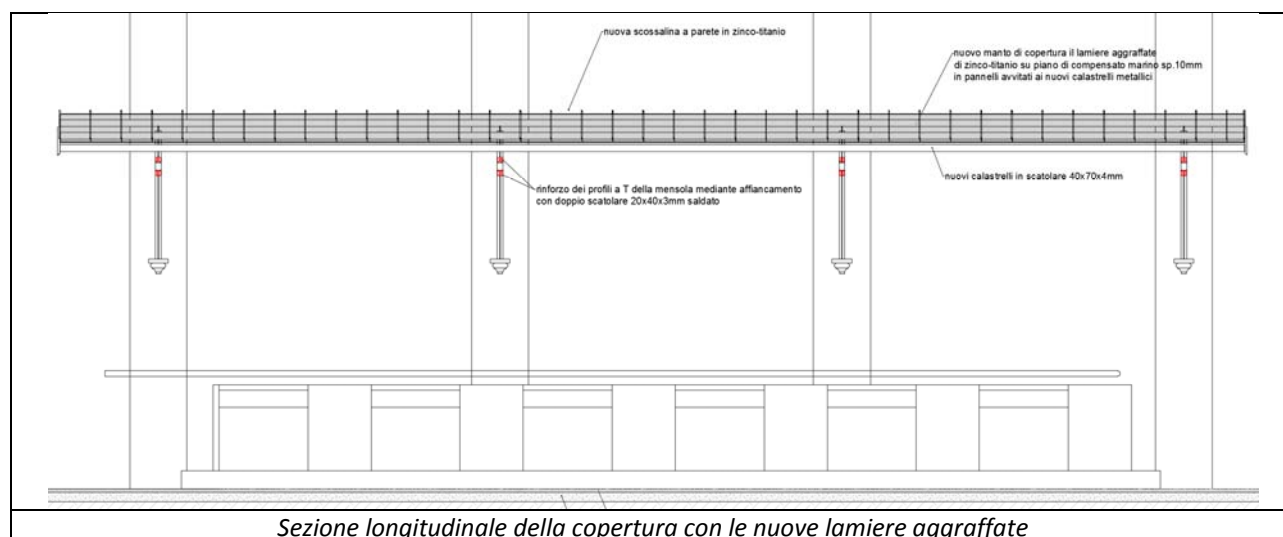 nuova scossalina a parete in zinco-titanio
nuovo manto di copertura il lamiere aggraffate
di zinco-titanio su piano di compensato marino sp.10mm
in pannelli avvitati ai nuovi calastrelli metallici
nuovi calastrelli in scatolare 40x70x4mm
rinforzo dei profili a T della mensola mediante affiancamento
con doppio scatolare 20x40x3mm saldato
Sezione longitudinale della copertura con le nuove lamiere aggraffate